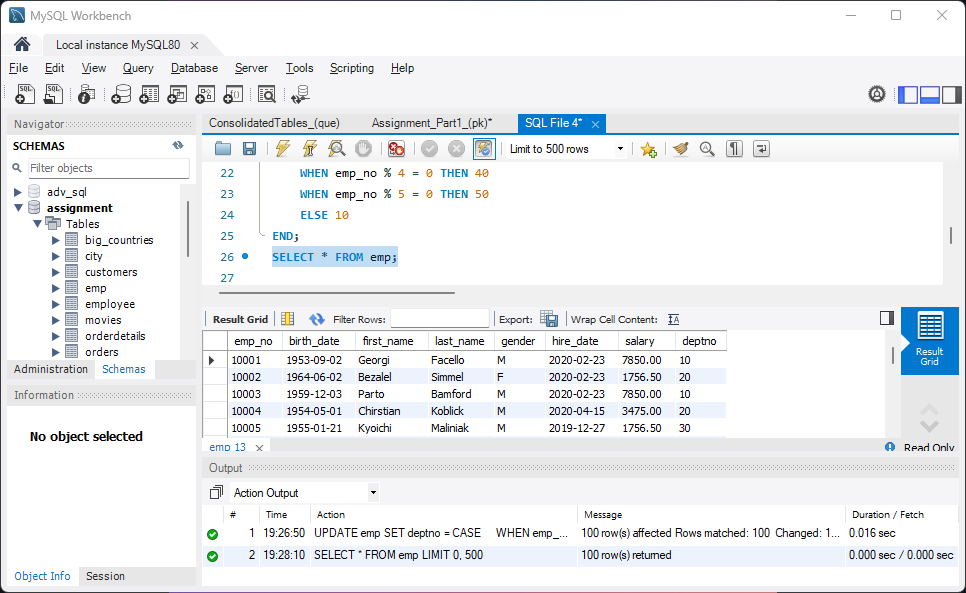 MySQL Workbench
Local instance MySQL80
File Edit View Query Database Server Tools Scripting Help
Navigator
SCHEMAS
Filter objects
adv_sql
assignment
Tables
big_countries
city
customers
emp
employee
movies
orderdetails
orders
Administration Schemas
Information
No object selected
Object Info Session
ConsolidatedTables_(que) Assignment_Part1_(pk)* SQL File 4*
Limit to 500 rows
22 WHEN emp_no % 4 = 0 THEN 40
23 WHEN emp_no % 5 = 0 THEN 50
24 ELSE 10
25 END;
26 SELECT * FROM emp;
27
Result Grid Filter Rows: Export: Wrap Cell Content:
emp_no birth_date first_name last_name gender hire_date salary deptno
10001 1953-09-02 Georgi Facello M 2020-02-23 7850.00 10
10002 1964-06-02 Bezalel Simmel F 2020-02-23 1756.50 20
10003 1959-12-03 Parto Bamford M 2020-02-23 7850.00 10
10004 1954-05-01 Chirstian Koblick M 2020-04-15 3475.00 20
10005 1955-01-21 Kyoichi Maliniak M 2019-12-27 1756.50 30
Result
Grid
emp 13
Read Only
Output
Action Output
# Time Action Message Duration / Fetch
1 19:26:50 UPDATE emp SET deptno = CASE WHEN emp_... 100 row(s) affected Rows matched: 100 Changed: 1... 0.016 sec
2 19:28:10 SELECT * FROM emp LIMIT 0, 500 100 row(s) returned 0.000 sec / 0.000 sec